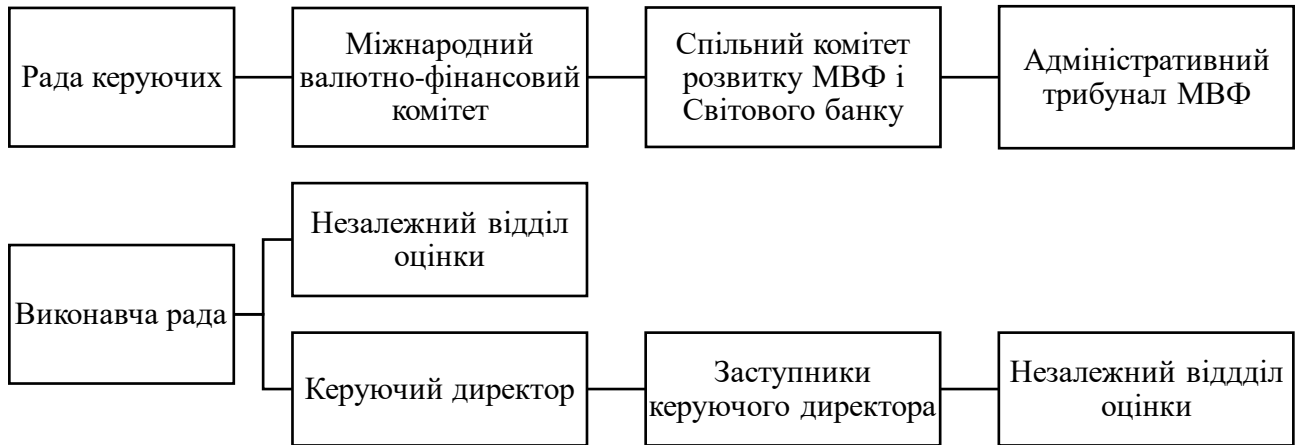 Рада керуючих
Міжнародний
валютно-фінансовий
комітет
Спільний комітет
розвитку МВФ і
Світового банку
Адміністративний
трибунал МВФ
Виконавча рада
Незалежний відділ
оцінки
Керуючий директор
Заступники
керуючого директора
Незалежний віддділ
оцінки